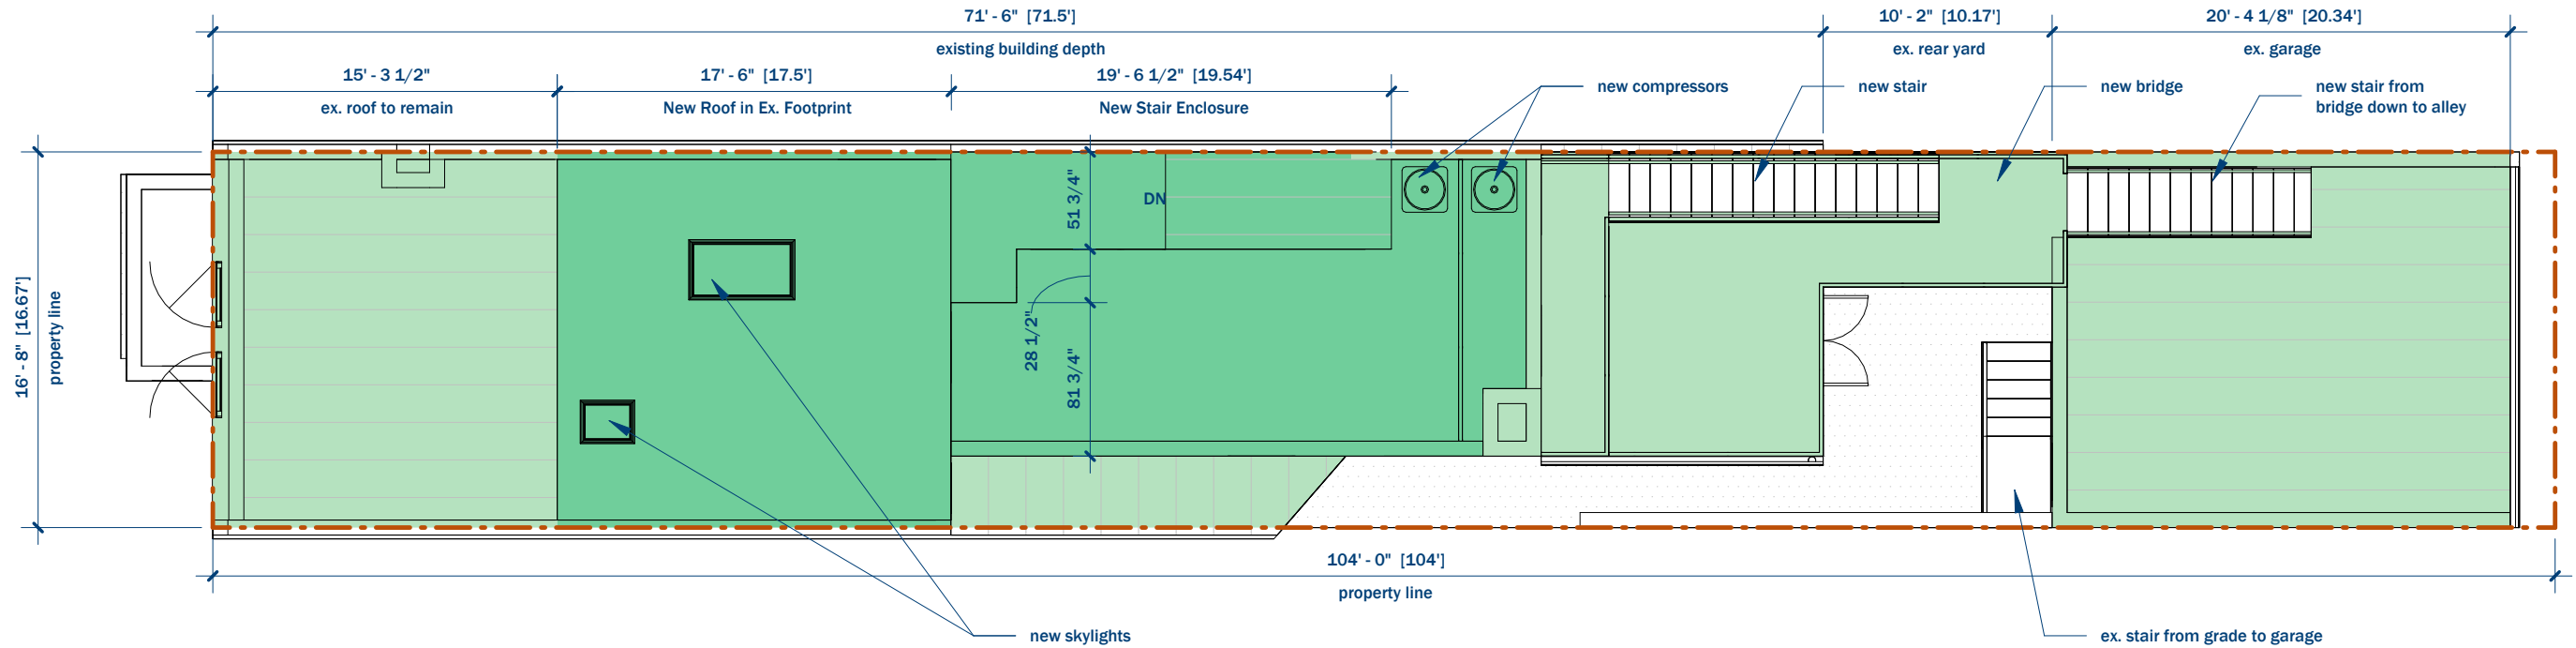 71' - 6" [71.5']
10' - 2" [10.17']
20' - 4 1/8" [20.34']
existing building depth
ex. rear yard
ex. garage
15' - 3 1/2"
17' - 6" [17.5']
19' - 6 1/2" [19.54']
ex. roof to remain
New Roof in Ex. Footprint
New Stair Enclosure
new compressors
new stair
new bridge
new stair from
bridge down to alley
16' - 8" [16.67']
property line
51 3/4"
DN
28 1/2"
81 3/4"
104' - 0" [104']
property line
new skylights
ex. stair from grade to garage